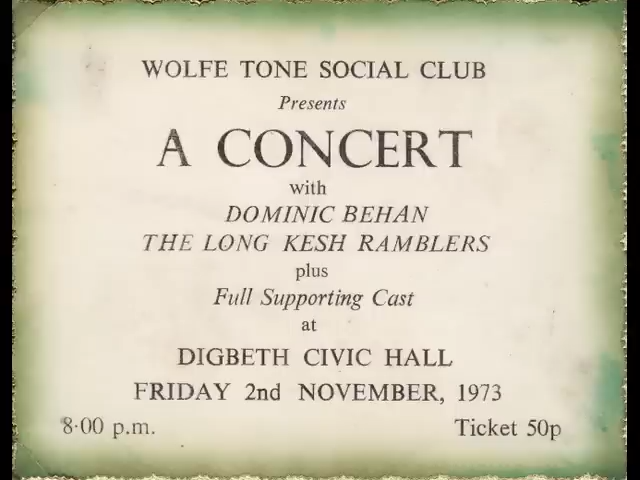 WOLFE TONE SOCIAL CLUB
Presents
A CONCERT
with
DOMINIC BEHAN
THE LONG KESH RAMBLERS
plus
Full Supporting Cast
at
DIGBETH CIVIC HALL
FRIDAY 2nd NOVEMBER, 1973
8·00 p.m. Ticket 50p